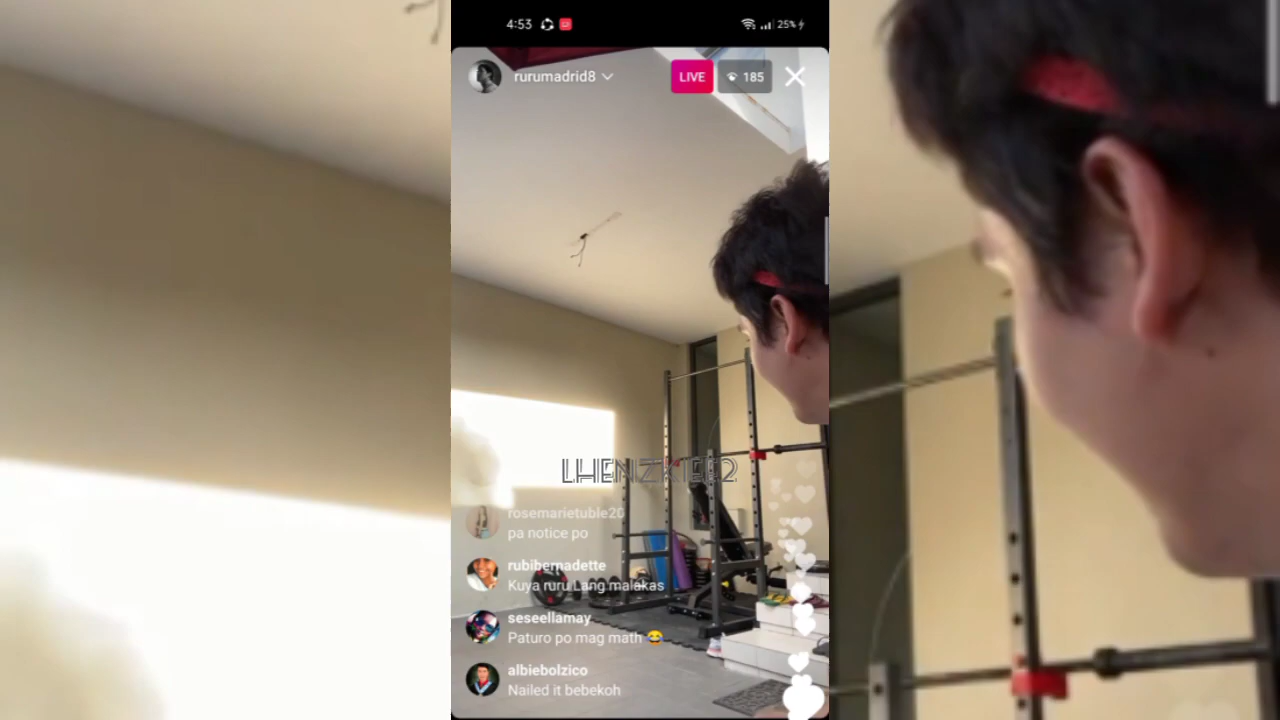 4:53
25%
rurumadrid8
LIVE
185
LHENZKIEE2
rosemarietuble20
pa notice po
rubibernadette
Kuya ruru Lang malakas
seseellamay
Paturo po mag math 😂
albiebolzico
Nailed it bebekoh